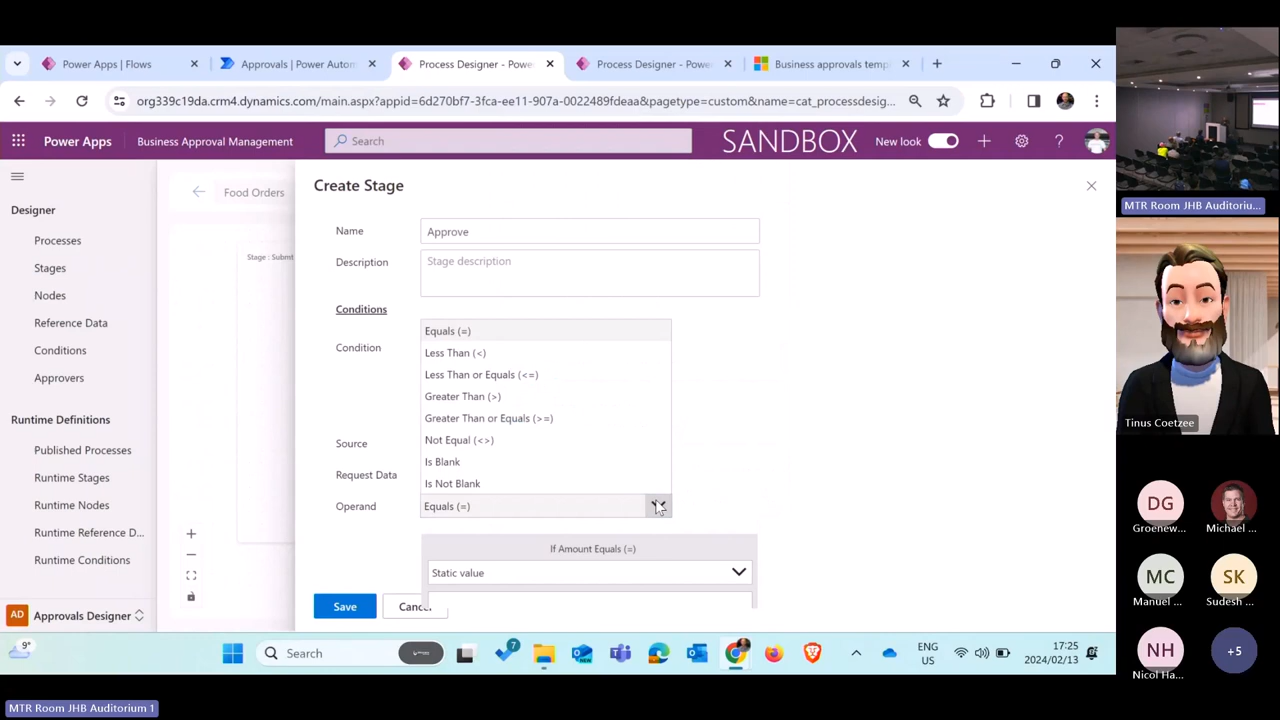 Power Apps | Flows
Approvals | Power Autom
Process Designer - Powe
Process Designer - Powe
Business approvals temp
org339c19da.crm4.dynamics.com/main.aspx?appid=6d270bf7-3fca-ee11-907a-0022489fdeaa&pagetype=custom&name=cat_processdesig...
Power Apps
Business Approval Management
Search
SANDBOX
New look
Designer
Processes
Stages
Nodes
Reference Data
Conditions
Approvers
Runtime Definitions
Published Processes
Runtime Stages
Runtime Nodes
Runtime Reference D...
Runtime Conditions
AD
Approvals Designer
Food Orders
Stage : Submt
Create Stage
Name
Approve
Description
Stage description
Conditions
Condition
Equals (=)
Less Than (<)
Less Than or Equals (<=)
Greater Than (>)
Greater Than or Equals (>=)
Not Equal (<>)
Is Blank
Is Not Blank
Source
Request Data
Operand
Equals (=)
If Amount Equals (=)
Static value
Save
Cancel
9°
Search
7
ENG
US
17:25
2024/02/13
MTR Room JHB Auditorium 1
MTR Room JHB Auditoriu...
Tinus Coetzee
DG
Groenew...
Michael ...
MC
Manuel ...
SK
Sudesh ...
NH
Nicol Ha...
+5